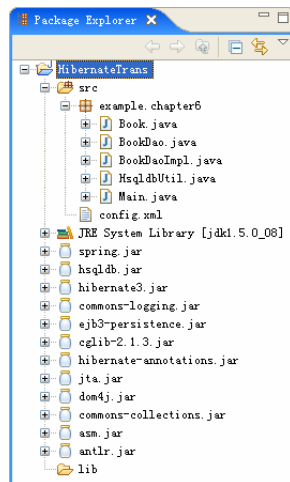 Package Explorer
HibernateTrans
src
example.chapter6
Book.java
BookDao.java
BookDaoImpl.java
HsqldbUtil.java
Main.java
config.xml
JRE System Library [jdk1.5.0_08]
spring.jar
hsqldb.jar
hibernate3.jar
commons-logging.jar
ejb3-persistence.jar
cglib-2.1.3.jar
hibernate-annotations.jar
jta.jar
dom4j.jar
commons-collections.jar
asm.jar
antlr.jar
lib